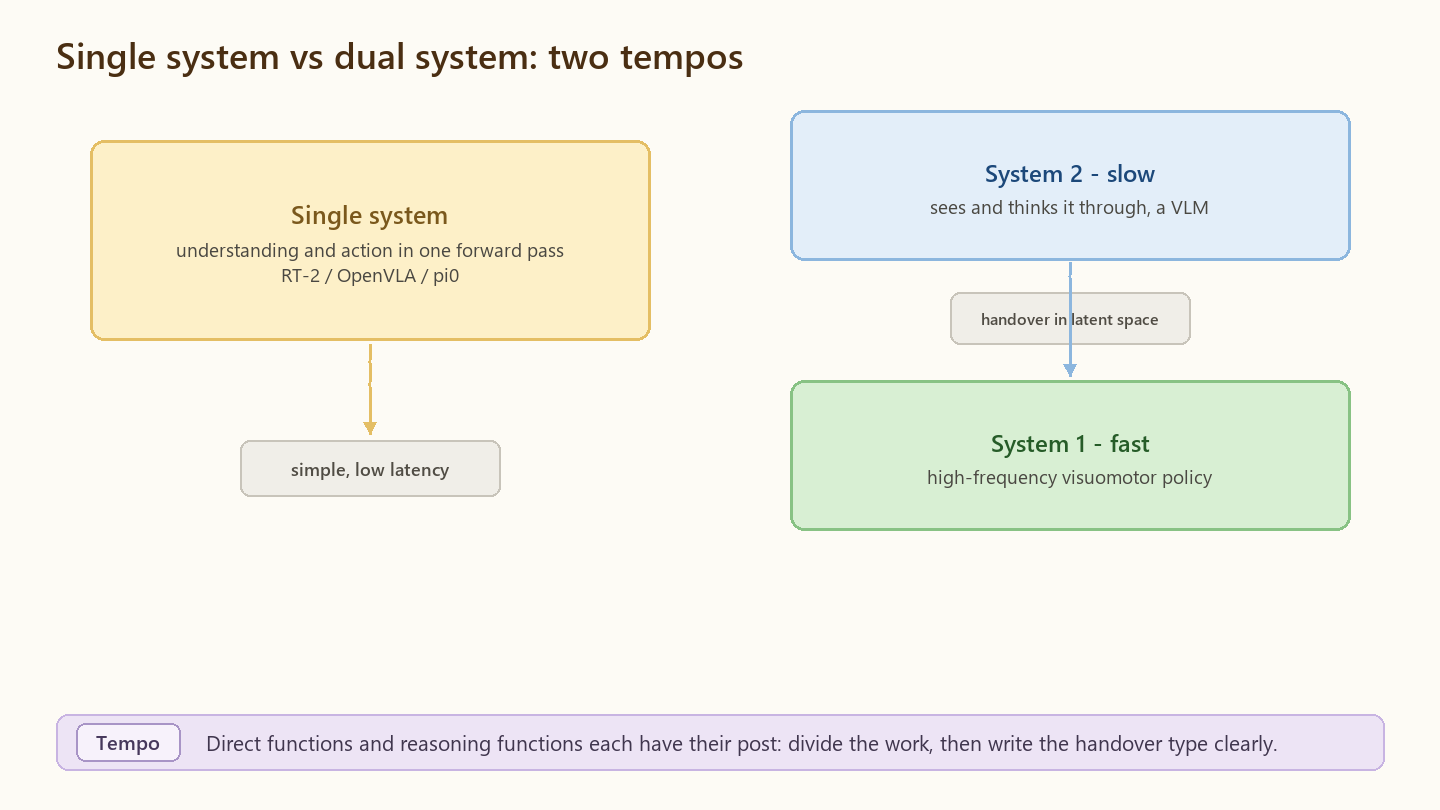 Single system vs dual system: two tempos
Single system
understanding and action in one forward pass
RT-2 / OpenVLA / pi0
simple, low latency
System 2 - slow
sees and thinks it through, a VLM
handover in latent space
System 1 - fast
high-frequency visuomotor policy
Tempo
Direct functions and reasoning functions each have their post: divide the work, then write the handover type clearly.